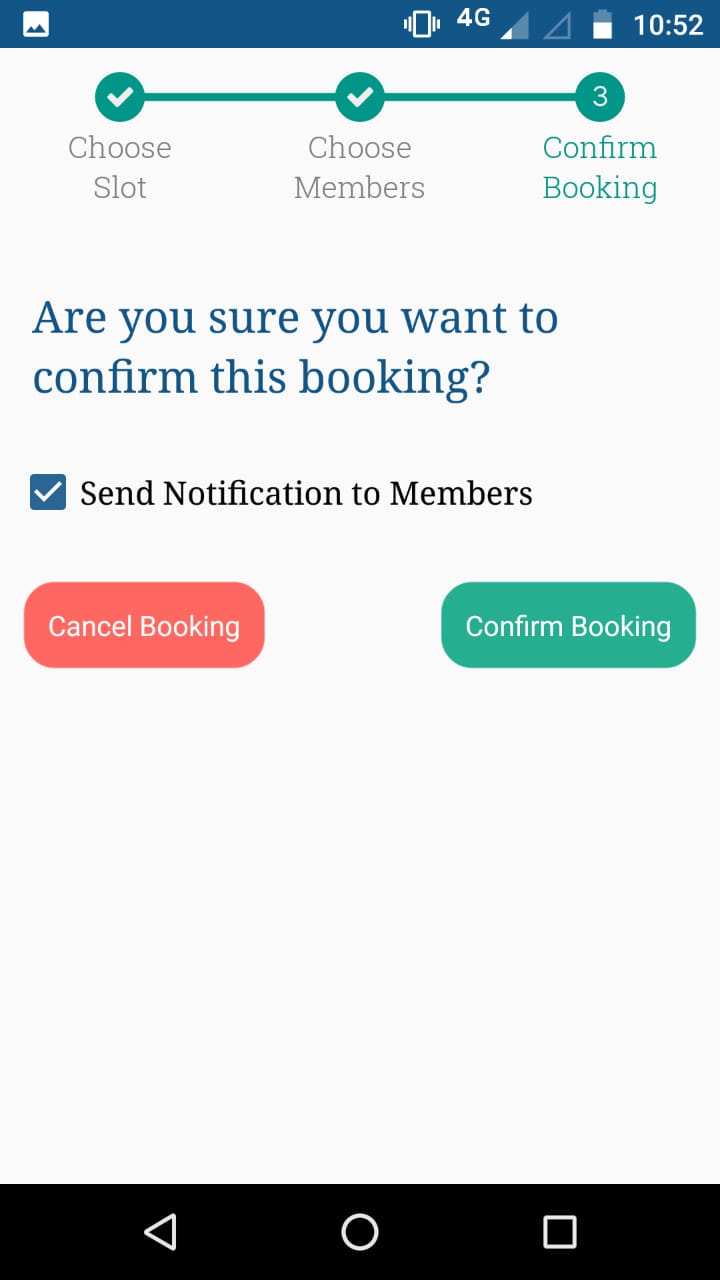 4G 10:52
3
Choose Slot
Choose Members
Confirm Booking
Are you sure you want to
confirm this booking?
Send Notification to Members
Cancel Booking
Confirm Booking